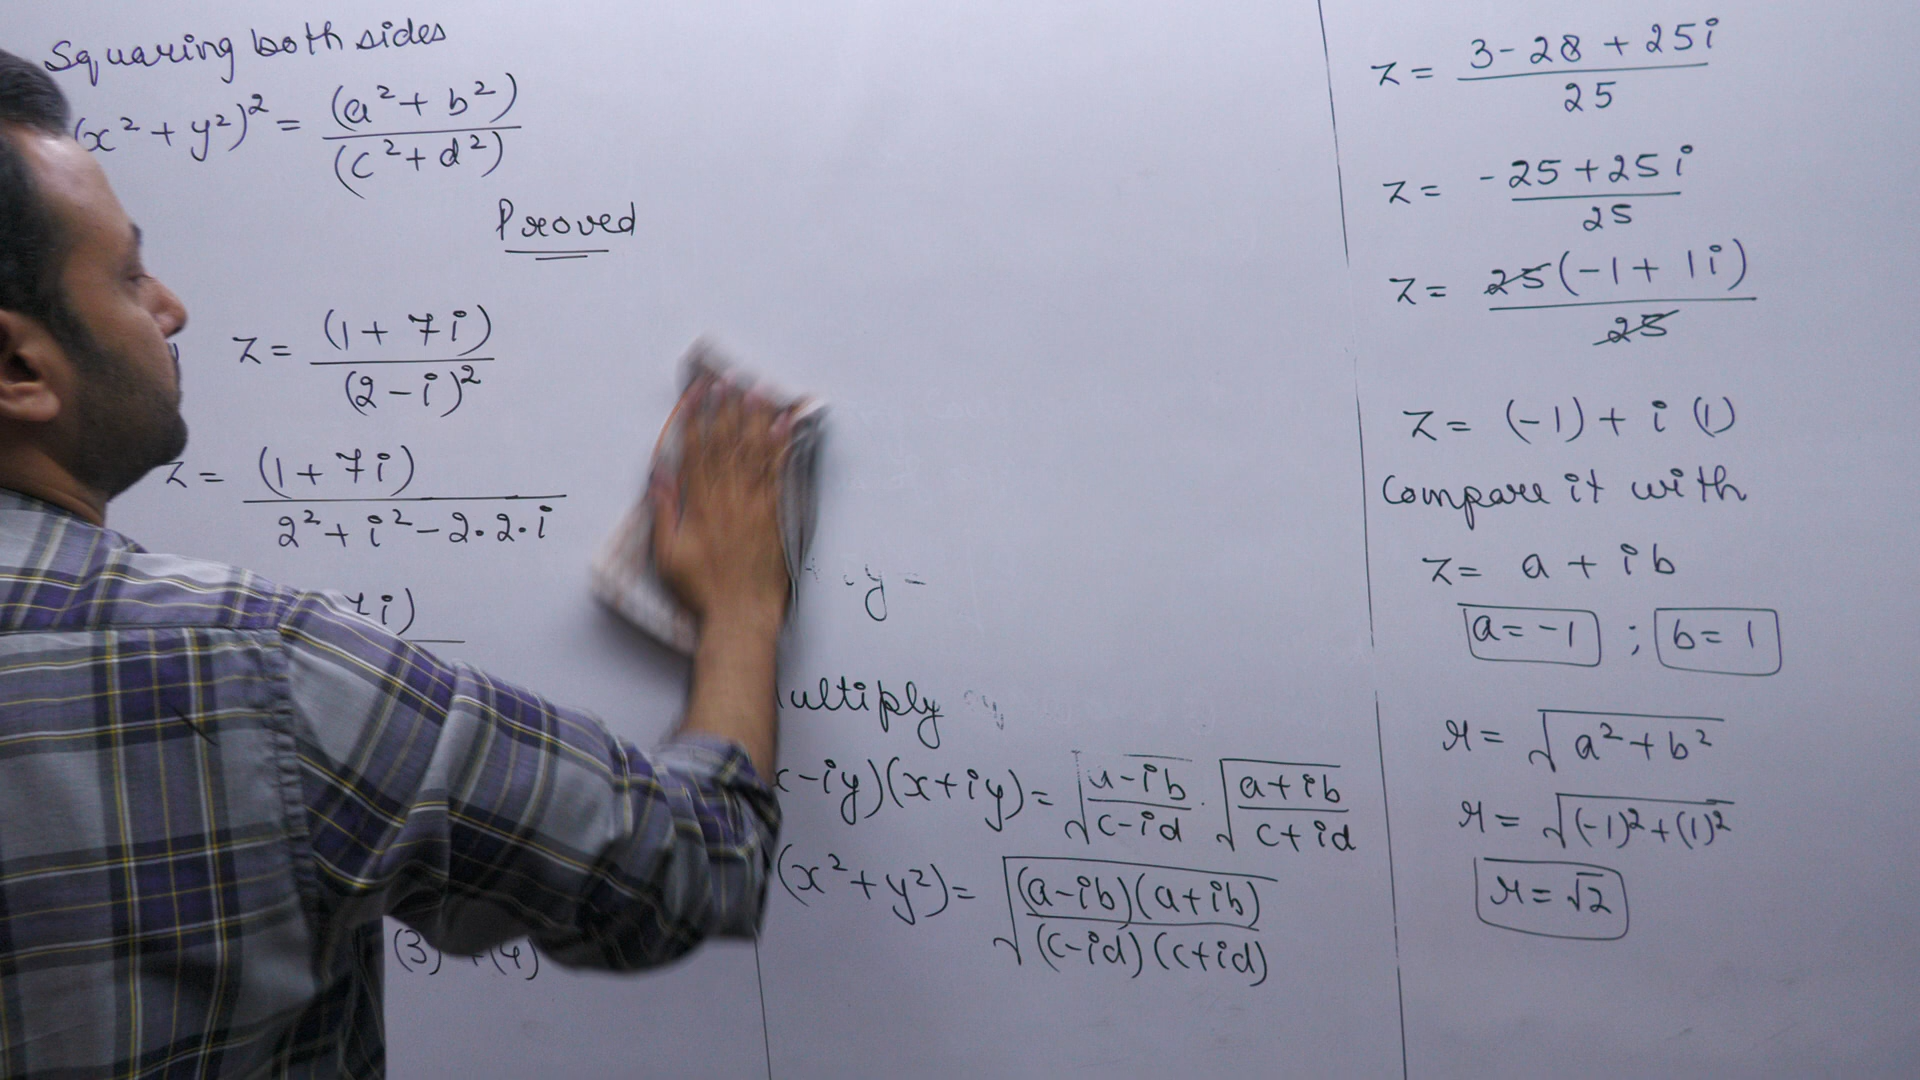 Squaring both sides
(x² + y²)² = (a² + b²) / (c² + d²)
Proved
z = (1 + 7i) / (2 - i)²
z = (1 + 7i) / 2² + i² - 2·2·i
i)
(3) + (4)
y =
ultiply
-iy)(x+iy) = √(a-ib / c-id) · √(a+ib / c+id)
(x² + y²) = √((a-ib)(a+ib) / (c-id)(c+id))
z = 3 - 28 + 25i / 25
z = -25 + 25i / 25
z = 25(-1 + 1i) / 25
z = (-1) + i (1)
Compare it with
z = a + ib
a = -1 ; b = 1
r = √a² + b²
r = √(-1)² + (1)²
r = √2